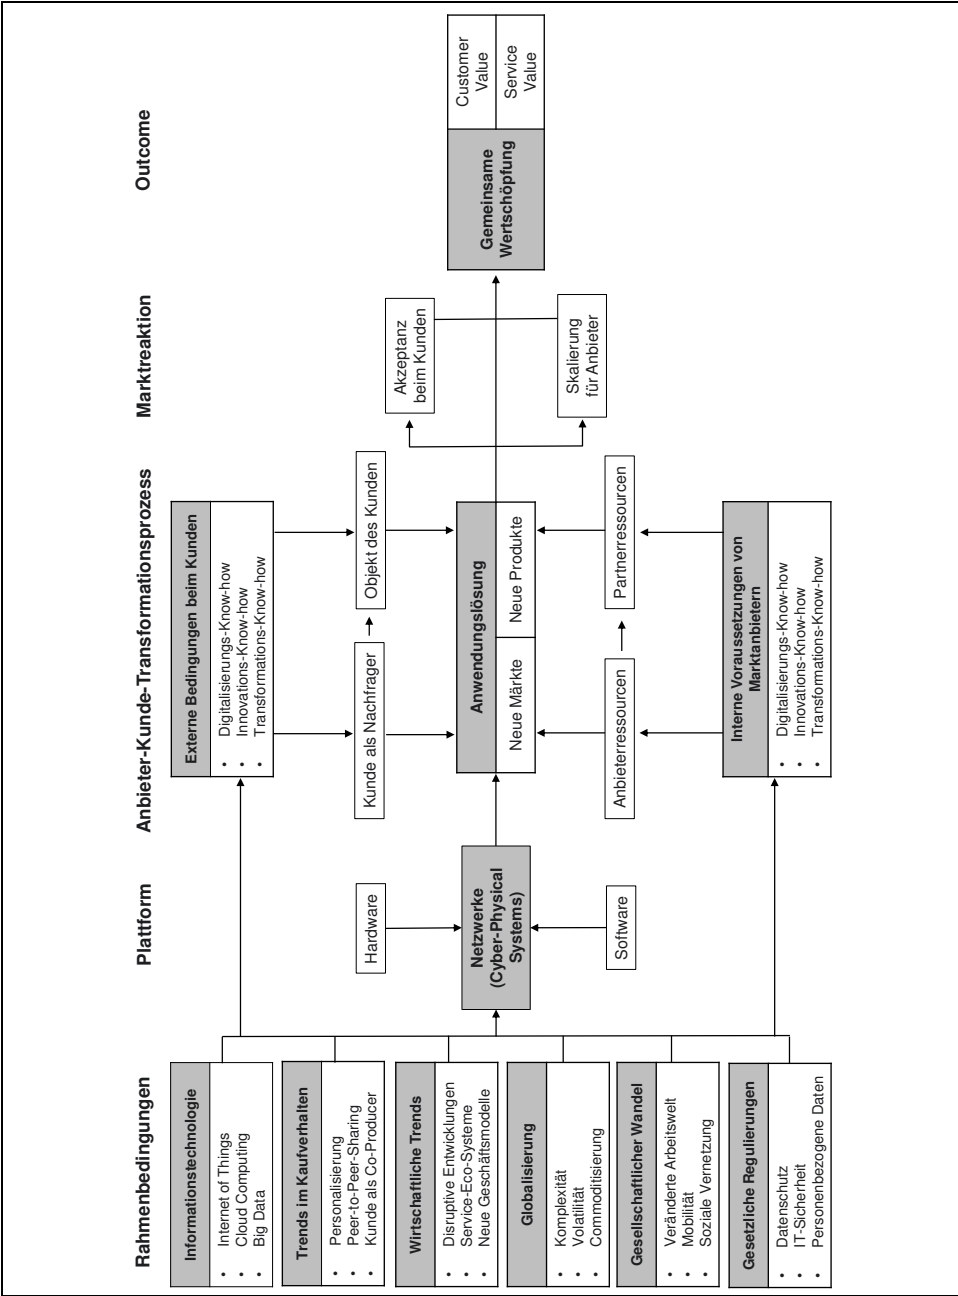 Rahmenbedingungen
Plattform
Anbieter-Kunde-Transformationsprozess
Marktreaktion
Outcome
Informationstechnologie
• Internet of Things
• Cloud Computing
• Big Data
Trends im Kaufverhalten
• Personalisierung
• Peer-to-Peer-Sharing
• Kunde als Co-Producer
Wirtschaftliche Trends
• Disruptive Entwicklungen
• Service-Eco-Systeme
• Neue Geschäftsmodelle
Globalisierung
• Komplexität
• Volatilität
• Commoditisierung
Gesellschaftlicher Wandel
• Veränderte Arbeitswelt
• Mobilität
• Soziale Vernetzung
Gesetzliche Regulierungen
• Datenschutz
• IT-Sicherheit
• Personenbezogene Daten
Hardware
Netzwerke
(Cyber-Physical
Systems)
Software
Externe Bedingungen beim Kunden
• Digitalisierungs-Know-how
• Innovations-Know-how
• Transformations-Know-how
Kunde als Nachfrager
Objekt des Kunden
Anwendungslösung
Neue Märkte
Neue Produkte
Anbieterressourcen
Partnerressourcen
Interne Voraussetzungen von
Marktanbietern
• Digitalisierungs-Know-how
• Innovations-Know-how
• Transformations-Know-how
Akzeptanz
beim Kunden
Skalierung
für Anbieter
Gemeinsame
Wertschöpfung
Customer
Value
Service
Value